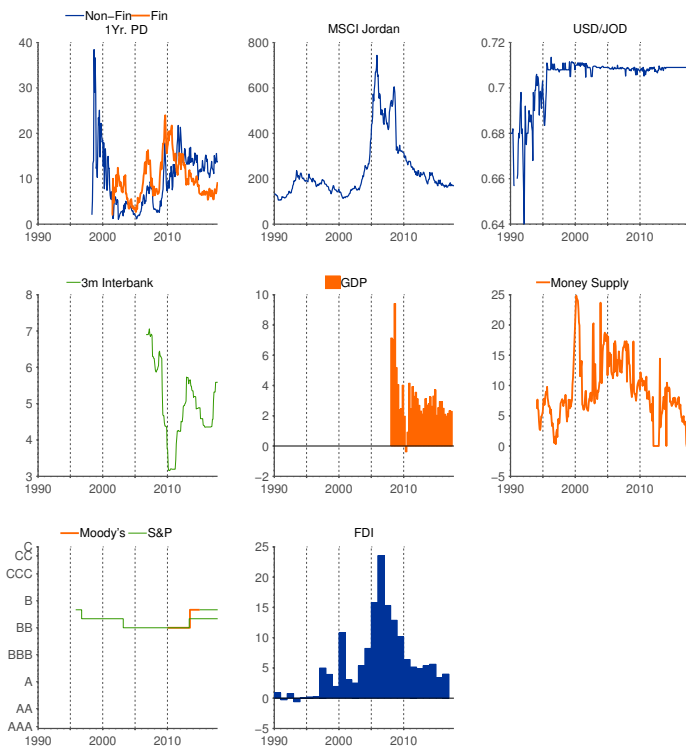 Non−Fin Fin
1Yr. PD
40
30
20
10
0
1990 2000 2010
MSCI Jordan
800
600
400
200
0
1990 2000 2010
USD/JOD
0.72
0.7
0.68
0.66
0.64
1990 2000 2010
3m Interbank
8
7
6
5
4
3
1990 2000 2010
GDP
10
8
6
4
2
0
−2
1990 2000 2010
Money Supply
25
20
15
10
5
0
−5
1990 2000 2010
Moody's S&P
C
CC
CCC
B
BB
BBB
A
AA
AAA
1990 2000 2010
FDI
25
20
15
10
5
0
−5
1990 2000 2010